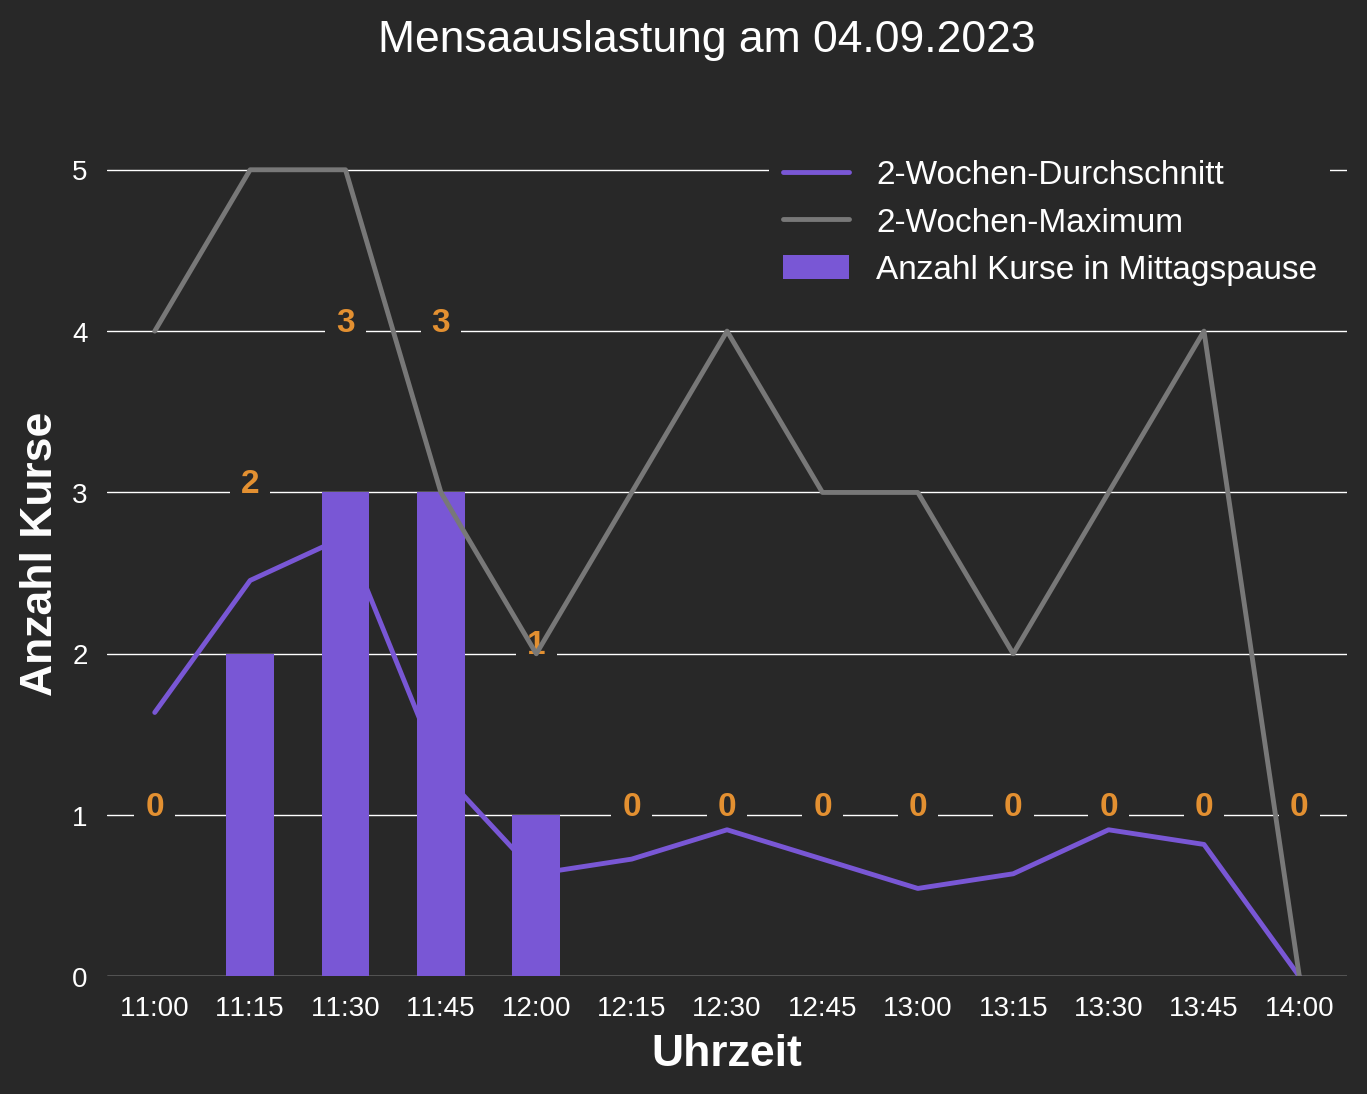 Mensaauslastung am 04.09.2023
2-Wochen-Durchschnitt
2-Wochen-Maximum
Anzahl Kurse in Mittagspause
Anzahl Kurse
5
4
3
2
1
0
3 3
2
1
0 0 0 0 0 0 0 0 0
11:00 11:15 11:30 11:45 12:00 12:15 12:30 12:45 13:00 13:15 13:30 13:45 14:00
Uhrzeit